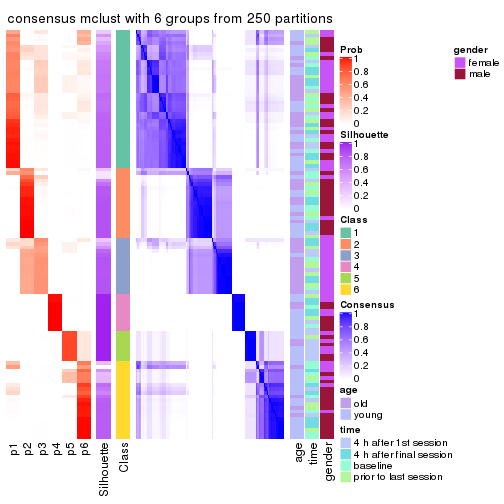 consensus mclust with 6 groups from 250 partitions
Prob
1
0.8
0.6
0.4
0.2
0
gender
female
male
Silhouette
1
0.8
0.6
0.4
0.2
0
Class
1
2
3
4
5
6
Consensus
1
0.8
0.6
0.4
0.2
0
age
old
young
time
4 h after 1st session
4 h after final session
baseline
prior to last session
p1
p2
p3
p4
p5
p6
Silhouette
Class
age
time
gender